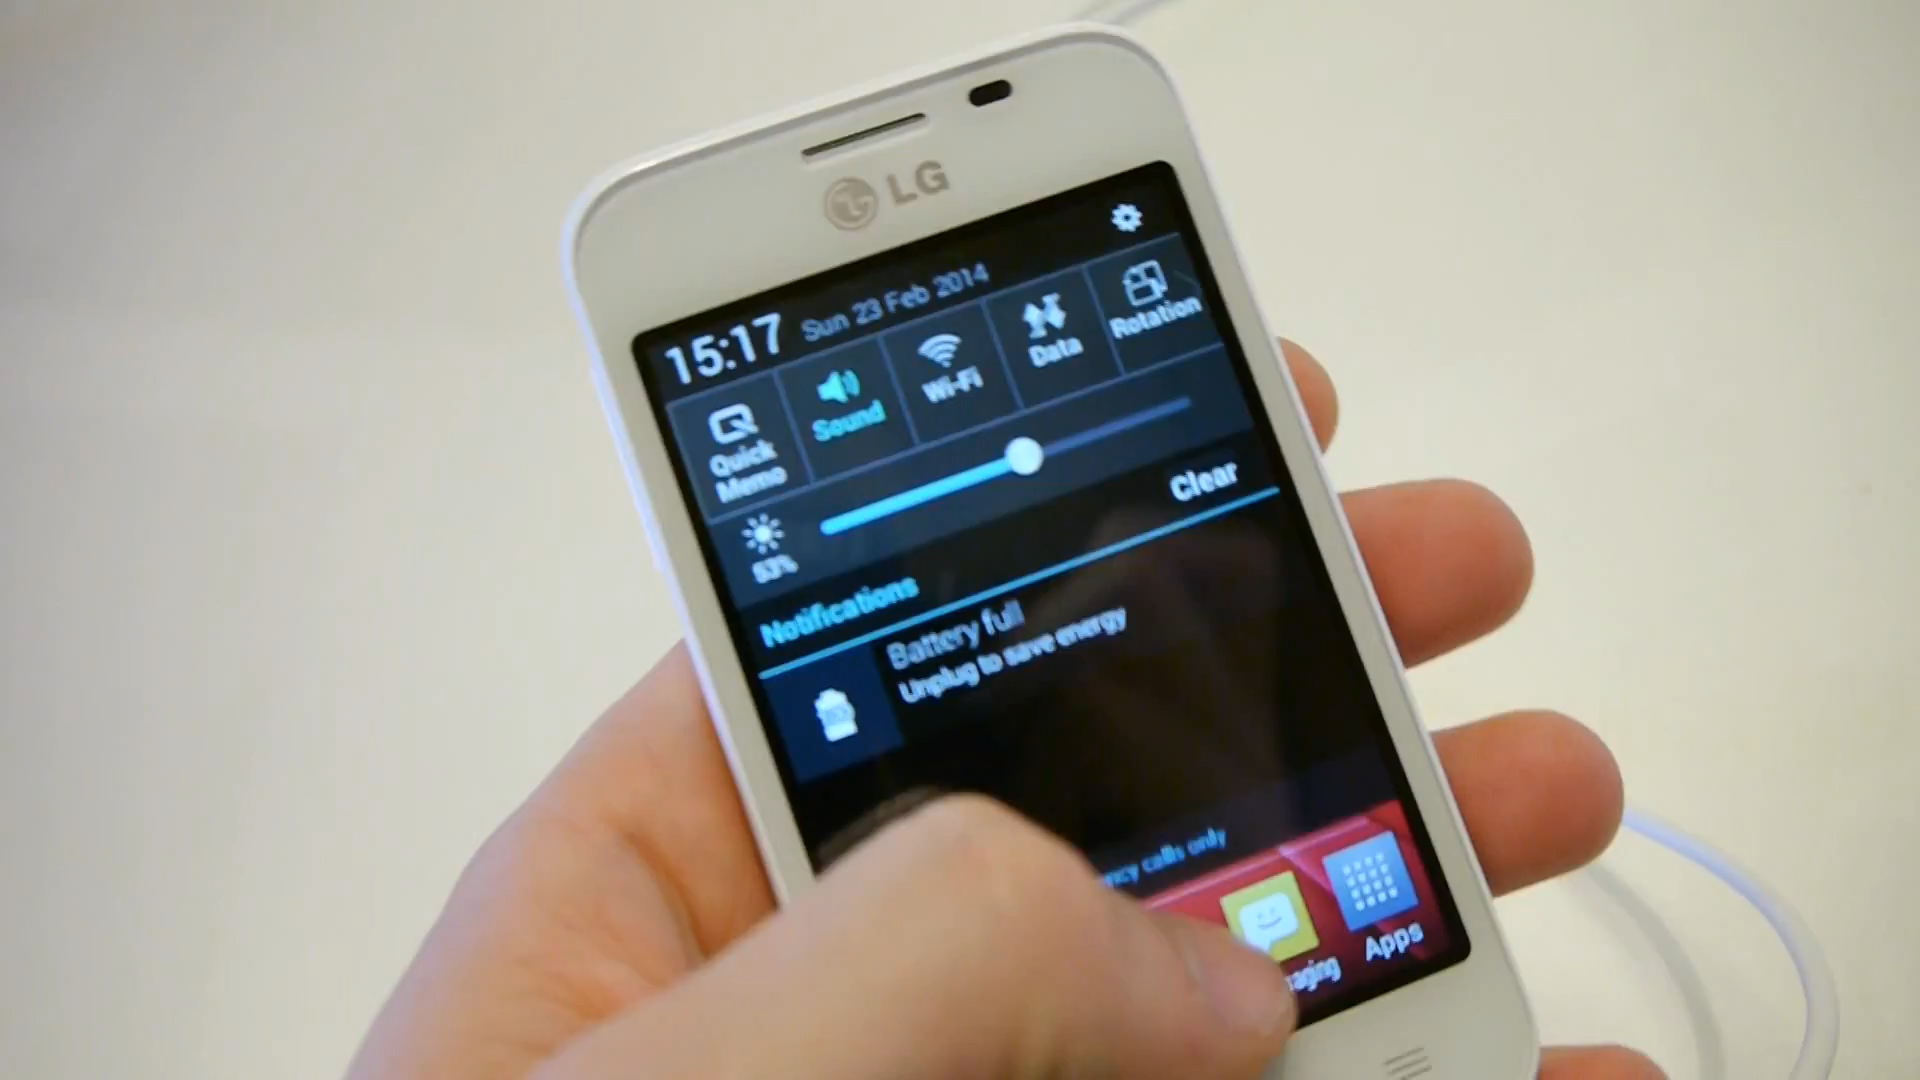 LG
15:17 Sun 23 Feb 2014
Quick
Memo
Sound
Wi-Fi
Data
Rotation
Clear
Notifications
Battery full
Unplug to save energy
calls only
Apps